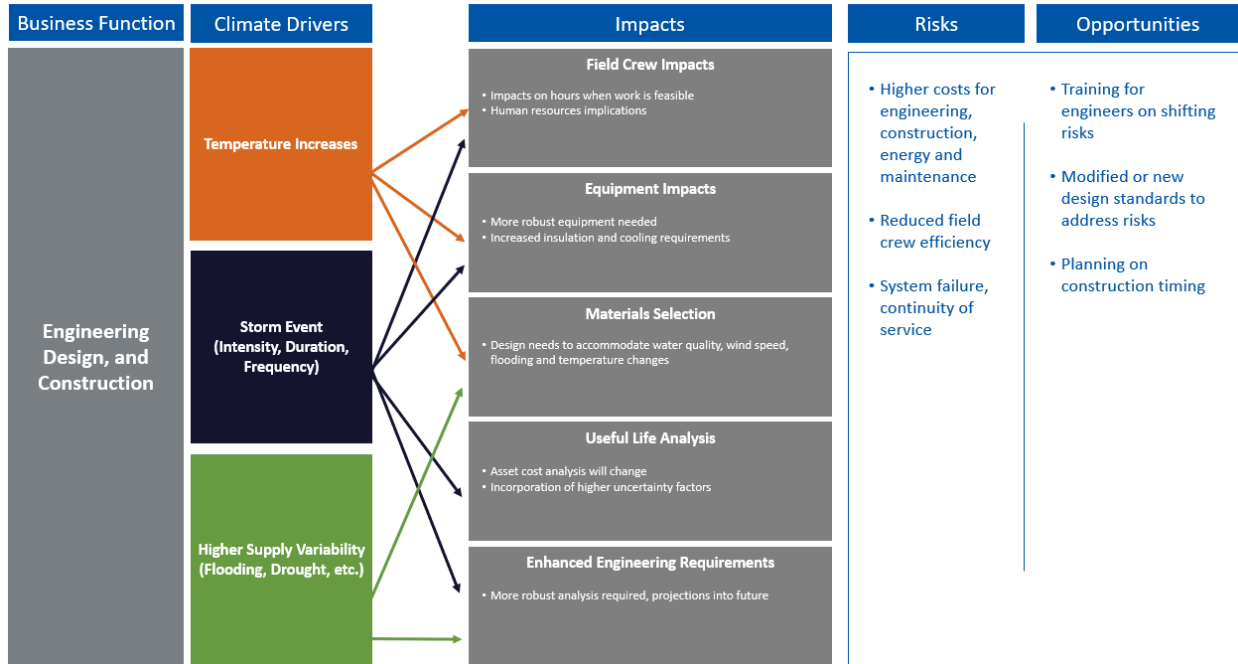 Business Function
Climate Drivers
Impacts
Risks
Opportunities
Engineering
Design, and
Construction
Temperature Increases
Storm Event
(Intensity, Duration,
Frequency)
Higher Supply Variability
(Flooding, Drought, etc.)
Field Crew Impacts
• Impacts on hours when work is feasible
• Human resources implications
Equipment Impacts
• More robust equipment needed
• Increased insulation and cooling requirements
Materials Selection
• Design needs to accommodate water quality, wind speed,
flooding and temperature changes
Useful Life Analysis
• Asset cost analysis will change
• Incorporation of higher uncertainty factors
Enhanced Engineering Requirements
• More robust analysis required, projections into future
• Higher costs for
engineering,
construction,
energy and
maintenance
• Reduced field
crew efficiency
• System failure,
continuity of
service
• Training for
engineers on shifting
risks
• Modified or new
design standards to
address risks
• Planning on
construction timing